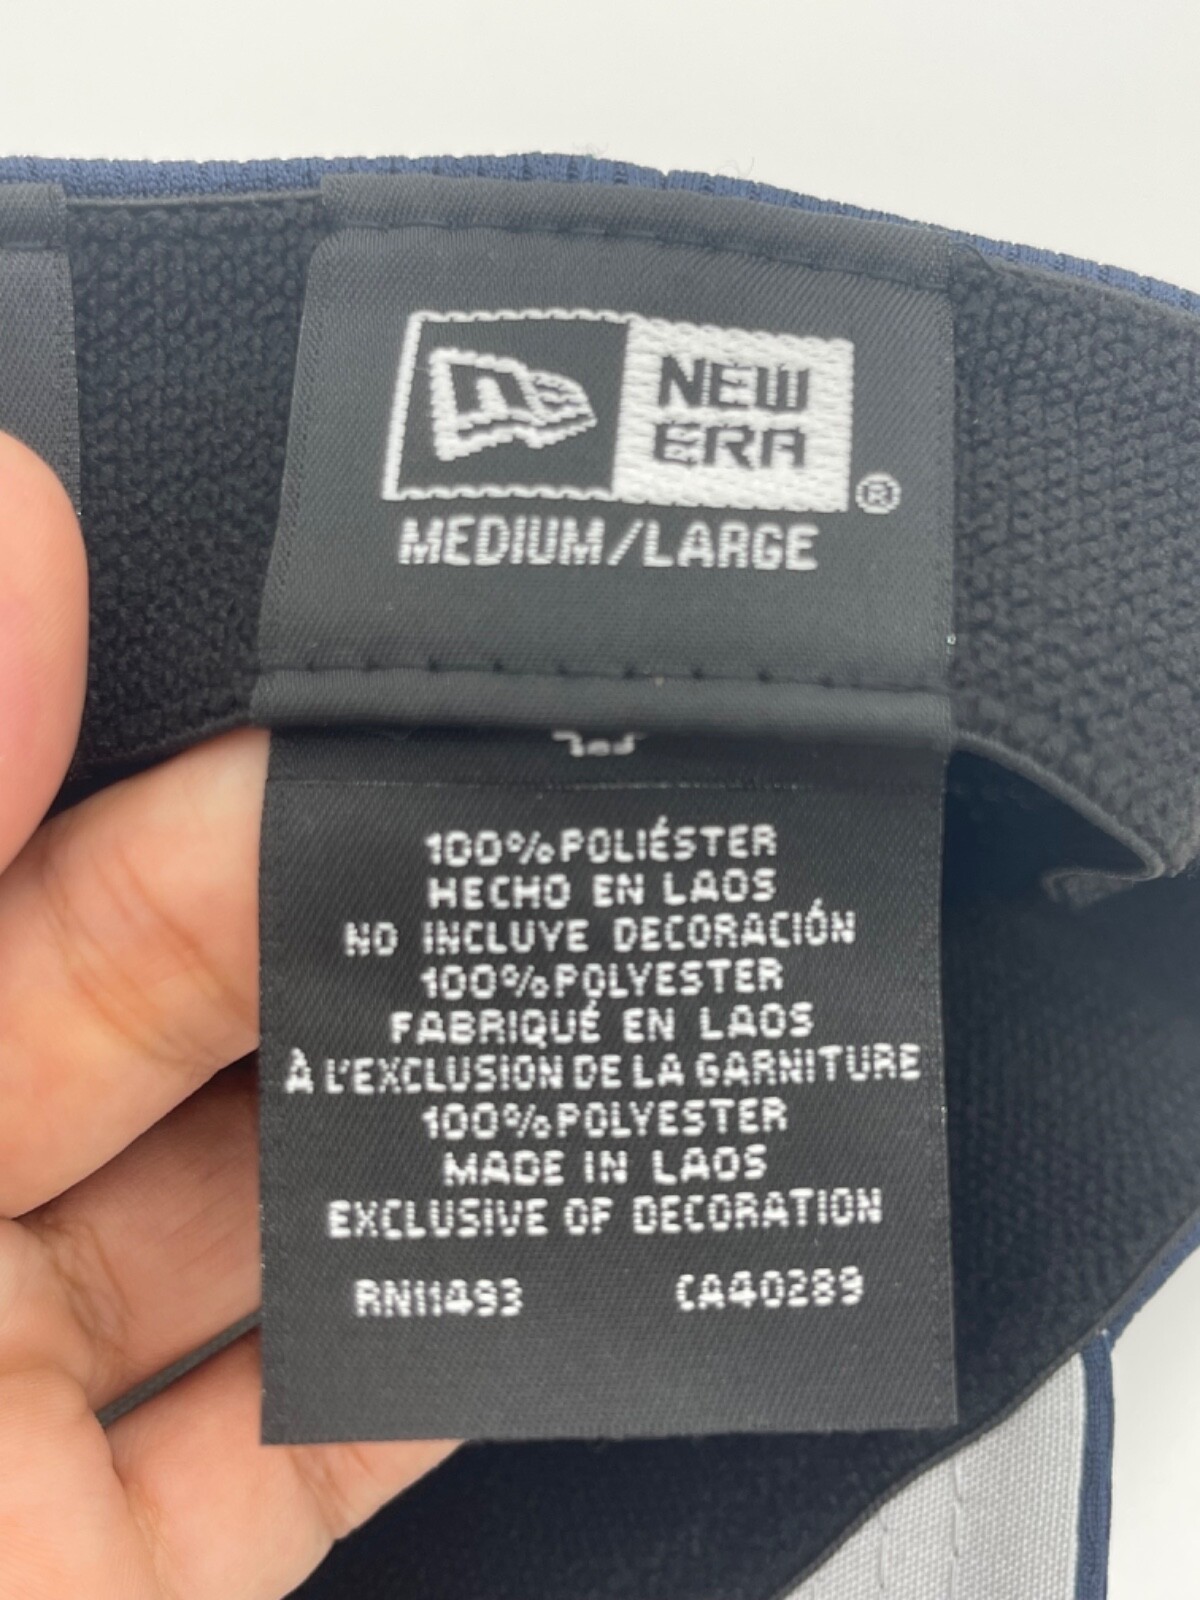 NEW
ERA
®
MEDIUM/LARGE
100%POLIÉSTER
HECHO EN LAOS
NO INCLUYE DECORACIÓN
100%POLYESTER
FABRIQUÉ EN LAOS
À L'EXCLUSION DE LA GARNITURE
100%POLYESTER
MADE IN LAOS
EXCLUSIVE OF DECORATION
RN11493 CA40289